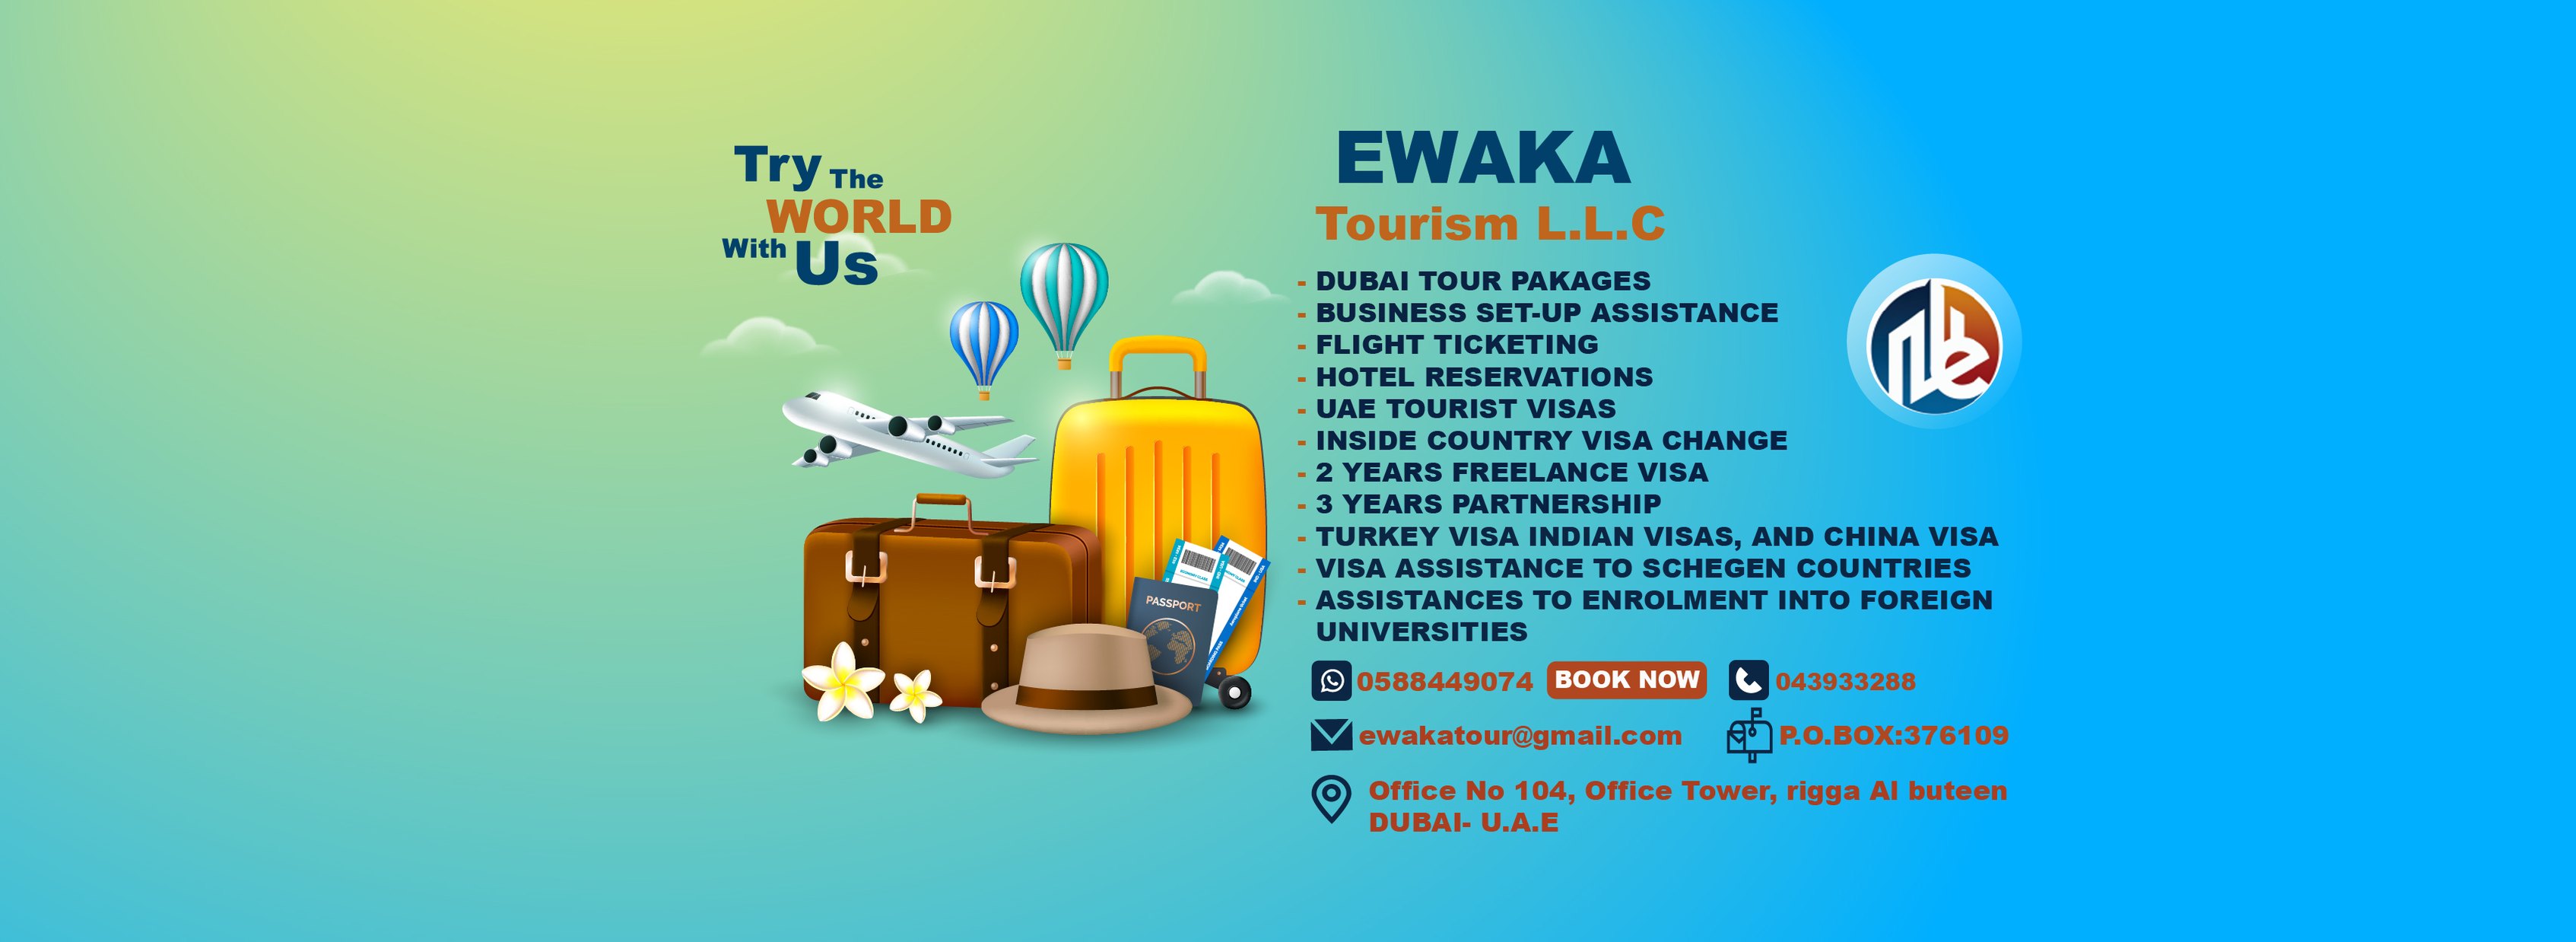 Try The
WORLD
With Us
EWAKA
Tourism L.L.C
- DUBAI TOUR PAKAGES
- BUSINESS SET-UP ASSISTANCE
- FLIGHT TICKETING
- HOTEL RESERVATIONS
- UAE TOURIST VISAS
- INSIDE COUNTRY VISA CHANGE
- 2 YEARS FREELANCE VISA
- 3 YEARS PARTNERSHIP
- TURKEY VISA INDIAN VISAS, AND CHINA VISA
- VISA ASSISTANCE TO SCHEGEN COUNTRIES
- ASSISTANCES TO ENROLMENT INTO FOREIGN
UNIVERSITIES
0588449074 BOOK NOW 043933288
ewakatour@gmail.com P.O.BOX:376109
Office No 104, Office Tower, rigga Al buteen
DUBAI- U.A.E
PASSPORT